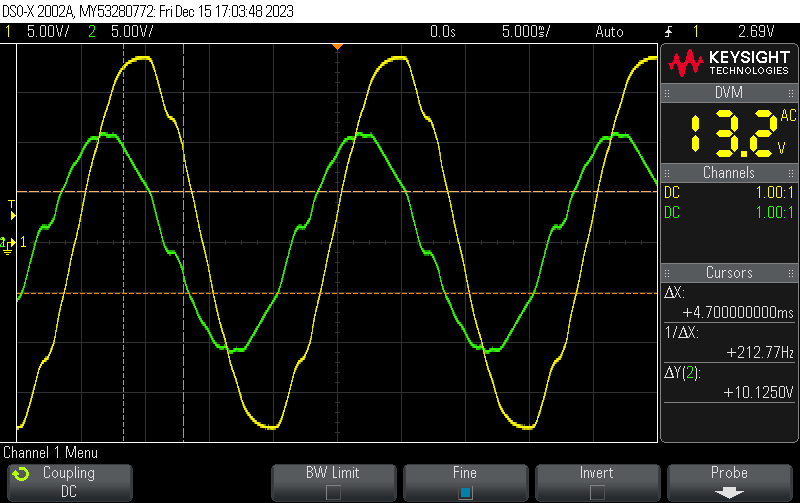 DSO-X 2002A, MY53280772: Fri Dec 15 17:03:48 2023
1 5.00V/ 2 5.00V/ 0.0s 5.000ms/ Auto 1 2.69V
KEYSIGHT
TECHNOLOGIES
DVM
13.2 AC
V
Channels
DC 1.00:1
DC 1.00:1
Cursors
ΔX:
+4.700000000ms
1/ΔX:
+212.77Hz
ΔY(2):
+10.1250V
T
2 1
Channel 1 Menu
Coupling
DC
BW Limit
Fine
Invert
Probe